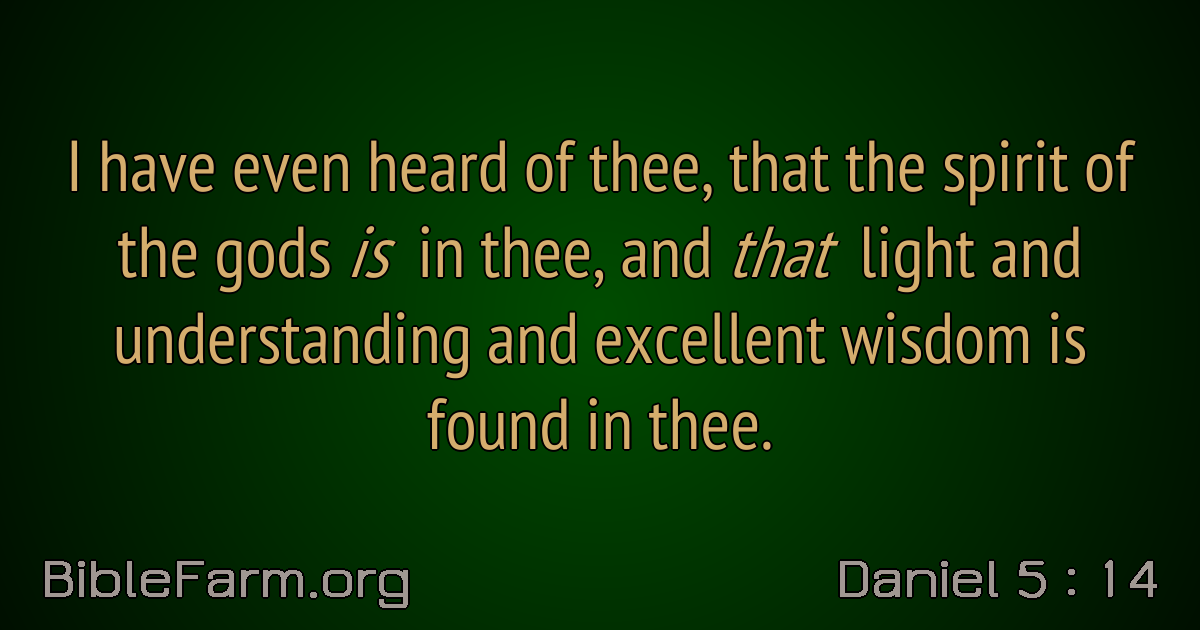 I have even heard of thee, that the spirit of
the gods is in thee, and that light and
understanding and excellent wisdom is
found in thee.
BibleFarm.org
Daniel 5 : 14